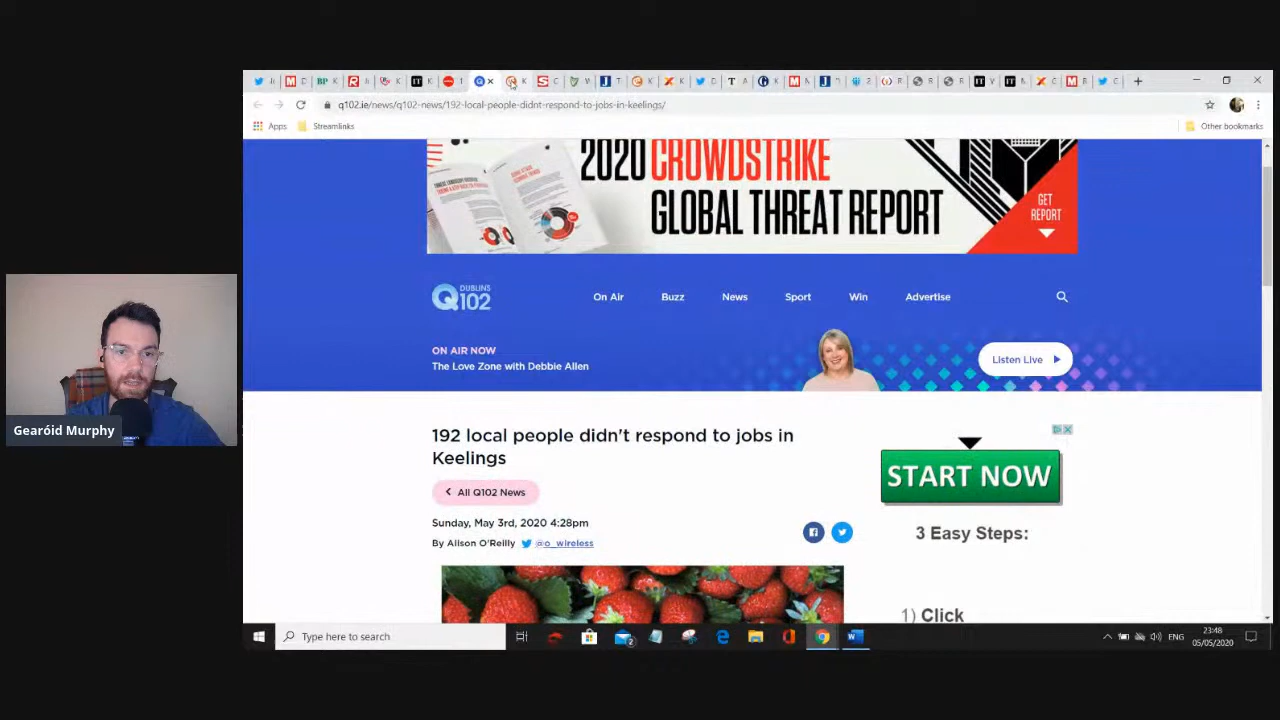 q102.ie/news/q102-news/192-local-people-didnt-respond-to-jobs-in-keelings/
Apps
Streamlinks
Other bookmarks
2020 CROWDSTRIKE
GLOBAL THREAT REPORT
GET
REPORT
DUBLINS
Q102
On Air
Buzz
News
Sport
Win
Advertise
ON AIR NOW
The Love Zone with Debbie Allen
Listen Live
Gearóid Murphy
192 local people didn't respond to jobs in
Keelings
All Q102 News
Sunday, May 3rd, 2020 4:28pm
By Alison O'Reilly @o_wireless
START NOW
3 Easy Steps:
1) Click
Type here to search
ENG
23:48
05/05/2020